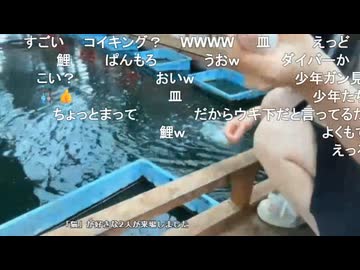 すごい コイキング？ WWWW 皿 えっど
鯉 ぱんもろ うおw ダイバーか
こい？ おいw 少年ガン見
皿 少年た
ちょっとまって だからウキ下だと言ってるだ
鯉w よくも
えっろ
「猫」が好きな2人が来場しました